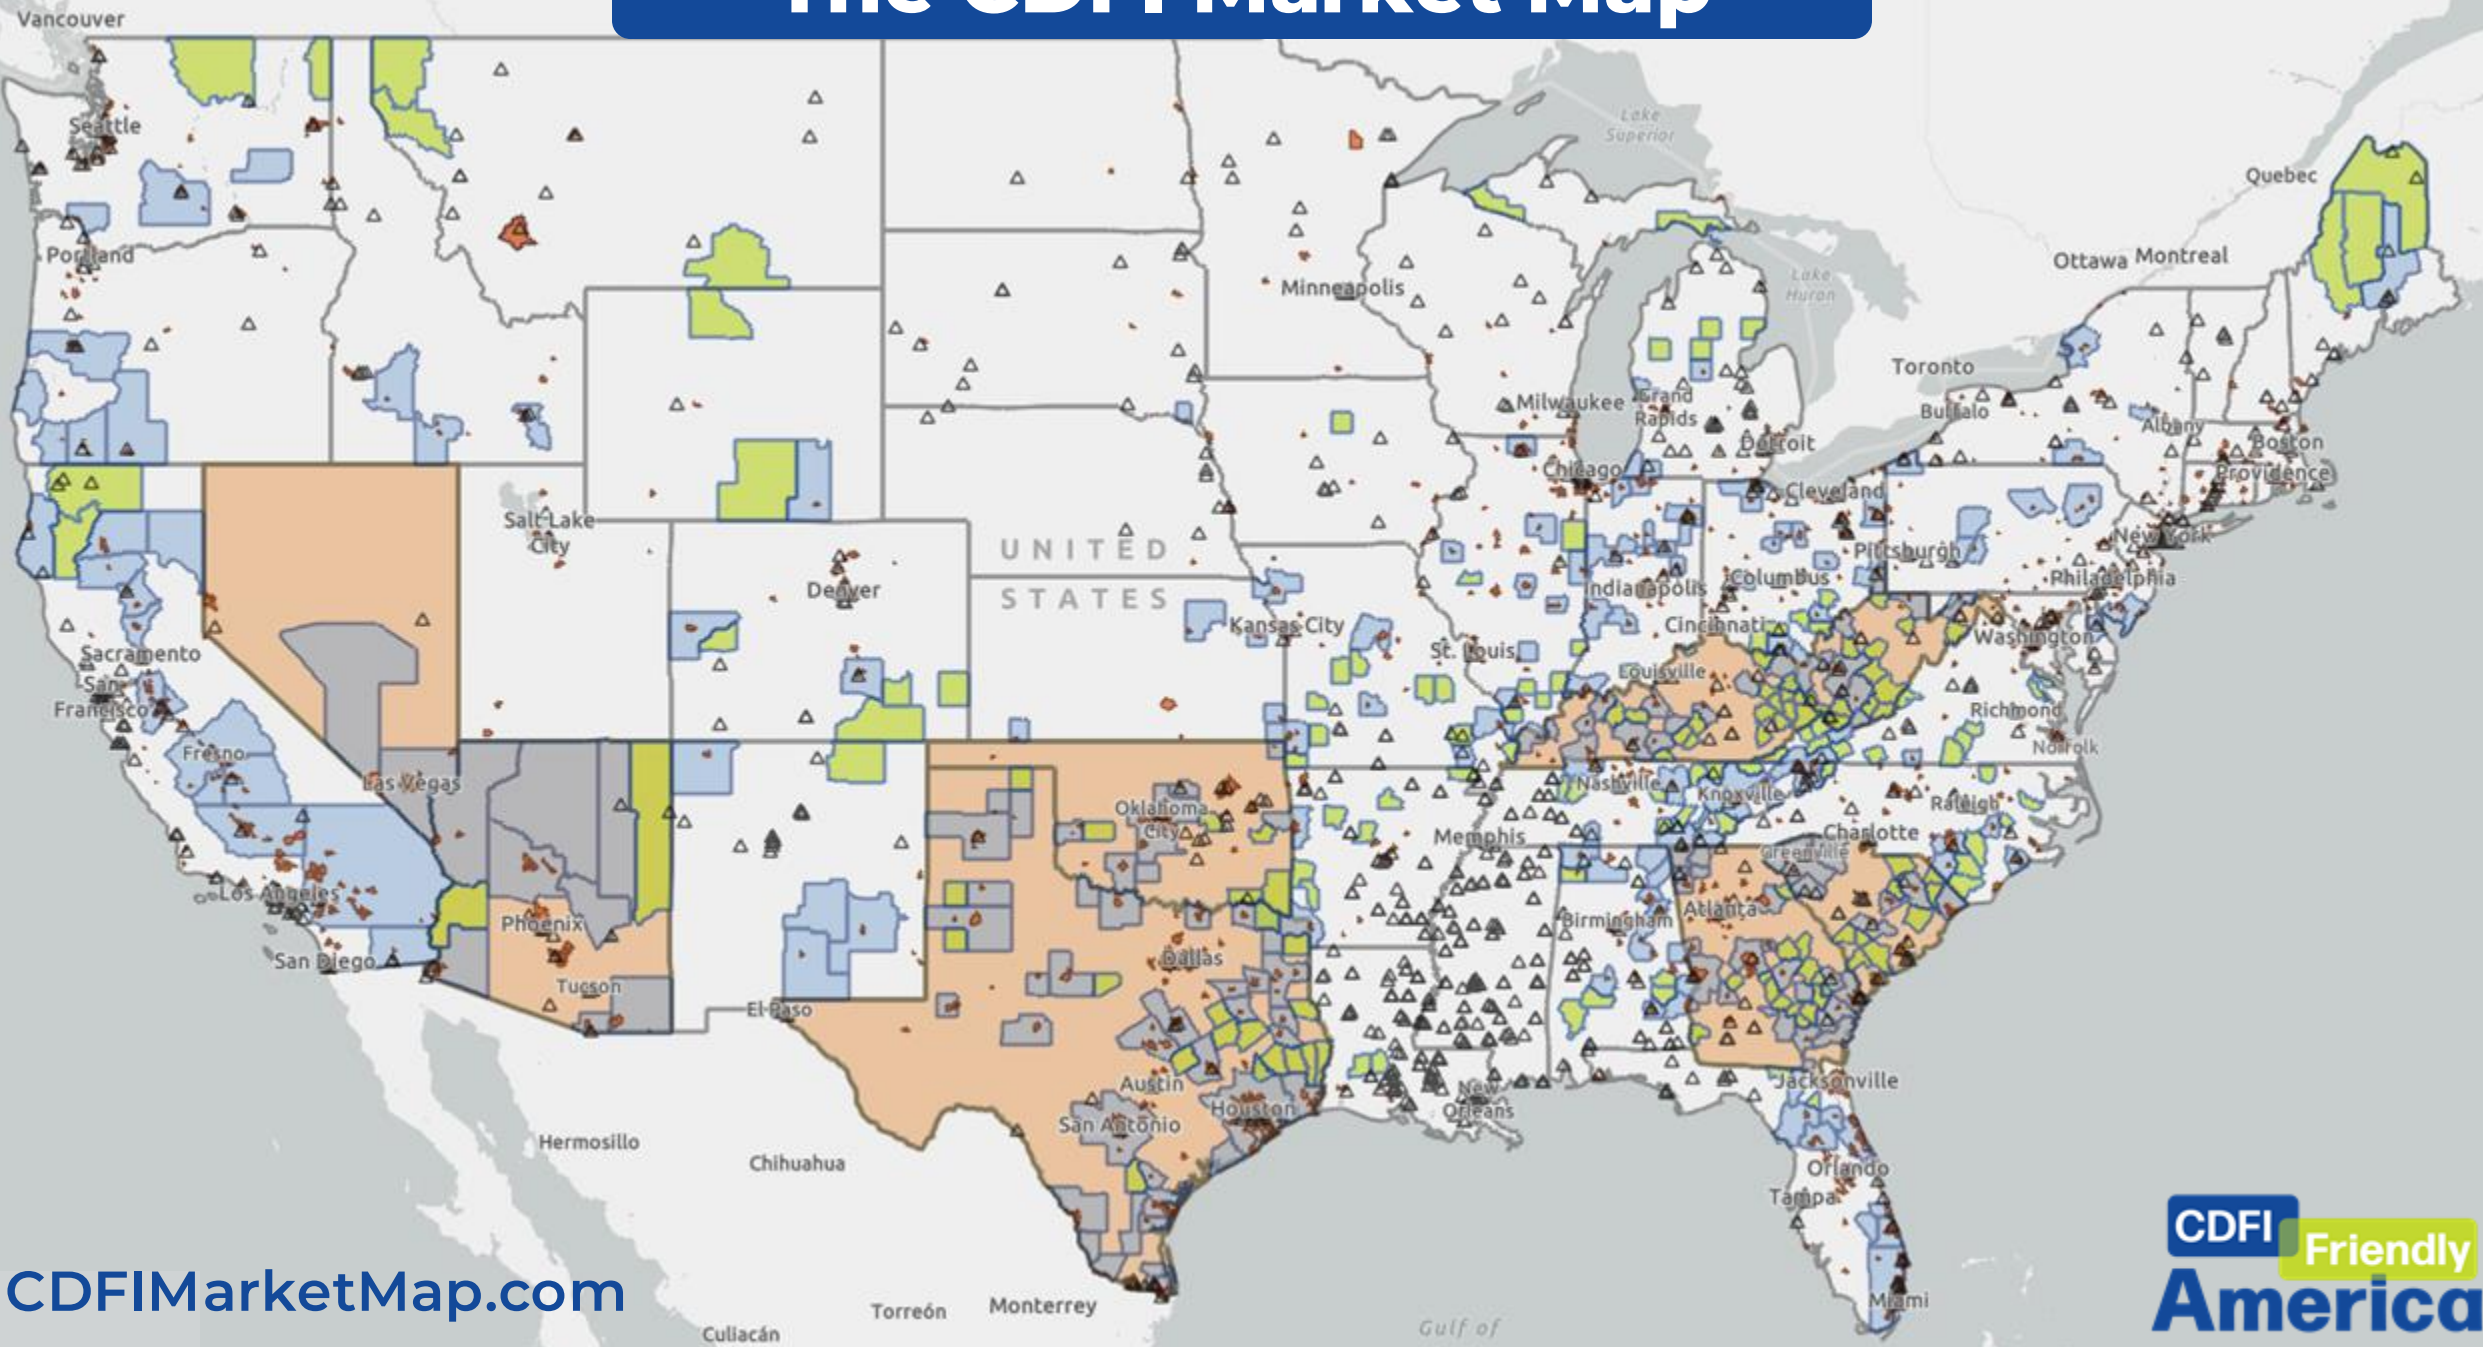 The CDFI Market Map
Vancouver
Seattle
Portland
Lake
Superior
Quebec
Ottawa
Montreal
Minneapolis
Lake
Huron
Toronto
Milwaukee
Grand
Rapids
Buffalo
Albany
Boston
Detroit
Chicago
Providence
Cleveland
Salt Lake
City
UNITED
STATES
New York
Pittsburgh
Philadelphia
Denver
Indianapolis
Columbus
Kansas City
Cincinnati
Washington
Sacramento
St. Louis
Louisville
San
Francisco
Richmond
Norfolk
Fresno
Las Vegas
Nashville
Knoxville
Raleigh
Oklahoma
City
Memphis
Charlotte
Greenville
Los Angeles
Phoenix
Birmingham
Atlanta
San Diego
Dallas
Tucson
El Paso
Austin
Jacksonville
Houston
New
Orleans
San Antonio
Hermosillo
Chihuahua
Orlando
Tampa
Miami
Torreón
Monterrey
Culiacán
Gulf of
CDFIMarketMap.com
CDFI
Friendly
America